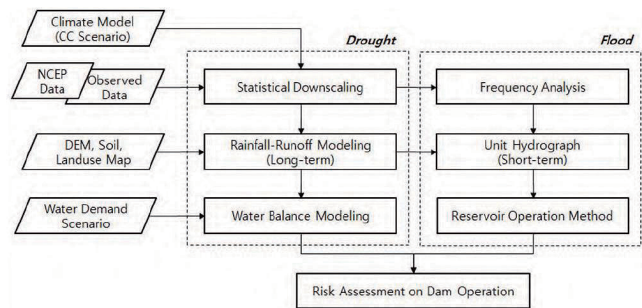 Climate Model
(CC Scenario)
Drought
Flood
NCEP
Data
Observed
Data
Statistical Downscaling
Frequency Analysis
DEM, Soil,
Landuse Map
Rainfall-Runoff Modeling
(Long-term)
Unit Hydrograph
(Short-term)
Water Demand
Scenario
Water Balance Modeling
Reservoir Operation Method
Risk Assessment on Dam Operation